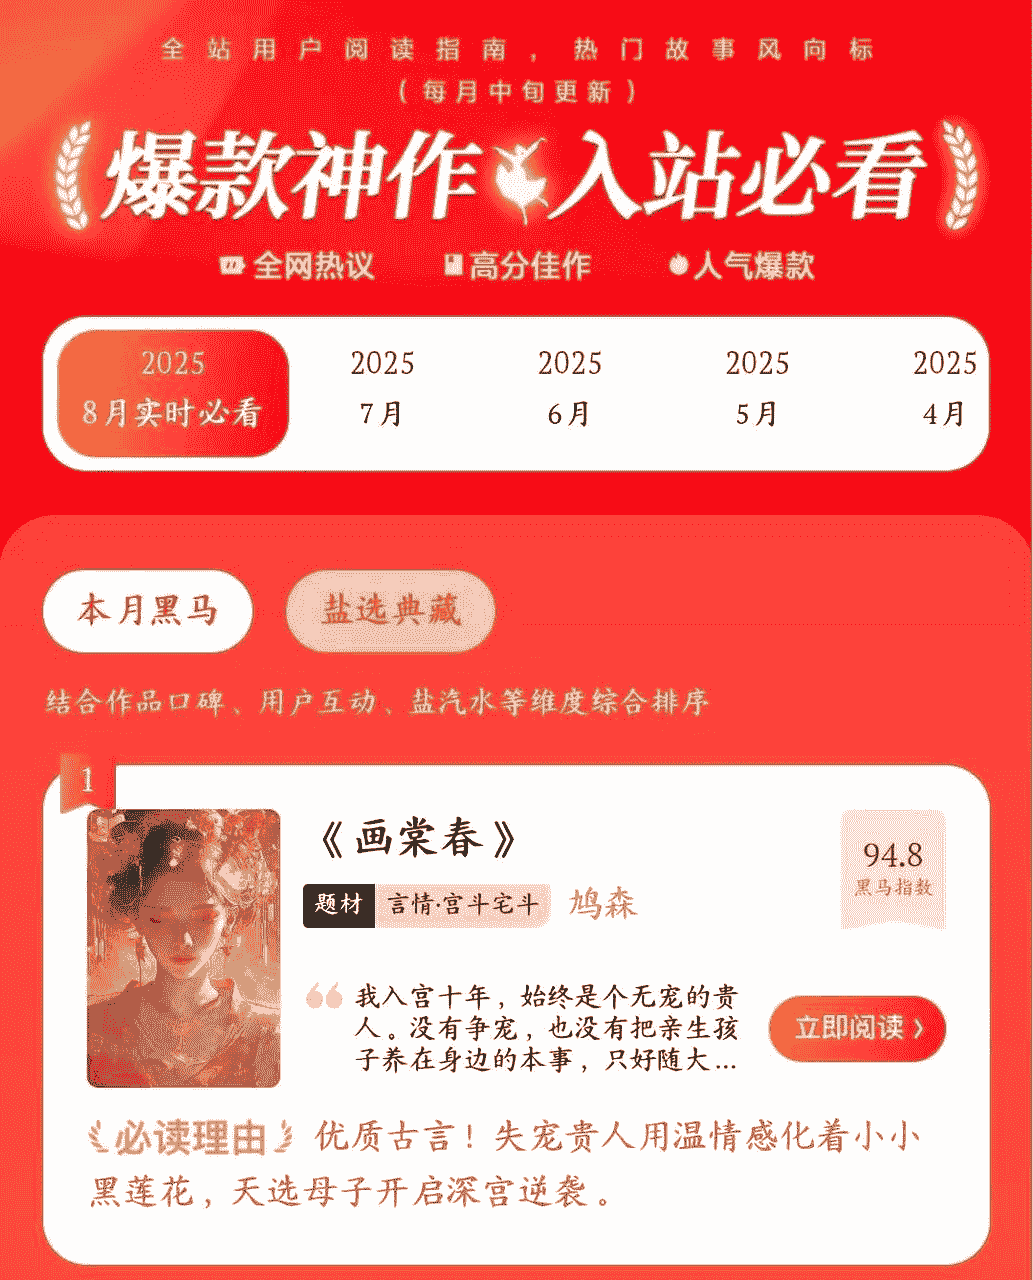 全站用户阅读指南，热门故事风向标
（每月中旬更新）
爆款神作 入站必看
全网热议 高分佳作 人气爆款
2025 2025 2025 2025 2025
8月实时必看 7月 6月 5月 4月
本月黑马 盐选典藏
结合作品口碑、用户互动、盐汽水等维度综合排序
1
《画棠春》
94.8
黑马指数
题材 言情·宫斗宅斗 鸠森
我入宫十年，始终是个无宠的贵
人。没有争宠，也没有把亲生孩
子养在身边的本事，只好随大...
立即阅读 ›
必读理由 优质古言！失宠贵人用温情感化着小小
黑莲花，天选母子开启深宫逆袭。